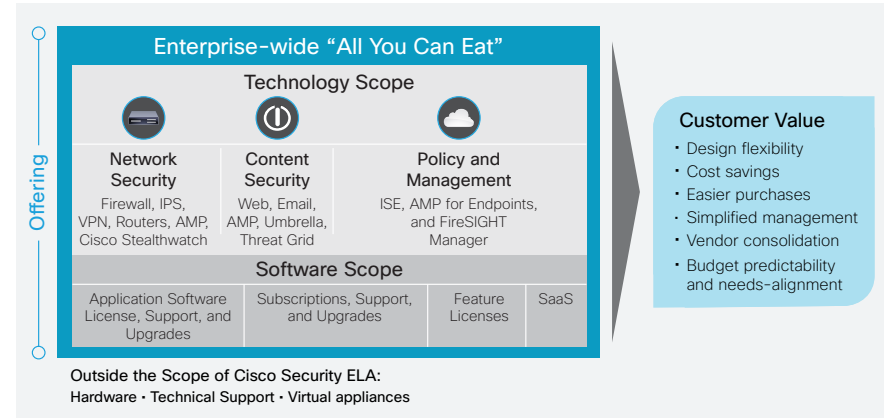 Offering
Enterprise-wide “All You Can Eat”
Technology Scope
Network
Security
Firewall, IPS,
VPN, Routers, AMP,
Cisco Stealthwatch
Content
Security
Web, Email,
AMP, Umbrella,
Threat Grid
Policy and
Management
ISE, AMP for Endpoints,
and FireSIGHT
Manager
Software Scope
Application Software
License, Support, and
Upgrades
Subscriptions, Support,
and Upgrades
Feature
Licenses
SaaS
Outside the Scope of Cisco Security ELA:
Hardware • Technical Support • Virtual appliances
Customer Value
• Design flexibility
• Cost savings
• Easier purchases
• Simplified management
• Vendor consolidation
• Budget predictability
and needs-alignment